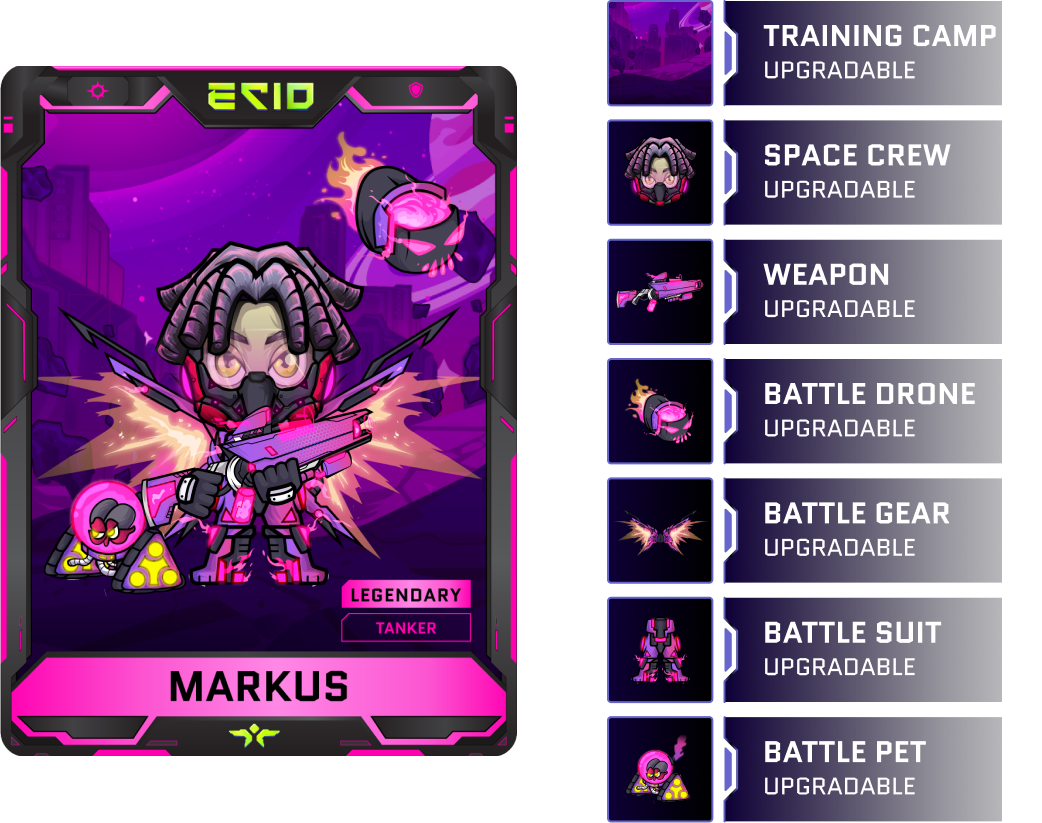 ECIO
LEGENDARY
TANKER
MARKUS
TRAINING CAMP
UPGRADABLE
SPACE CREW
UPGRADABLE
WEAPON
UPGRADABLE
BATTLE DRONE
UPGRADABLE
BATTLE GEAR
UPGRADABLE
BATTLE SUIT
UPGRADABLE
BATTLE PET
UPGRADABLE